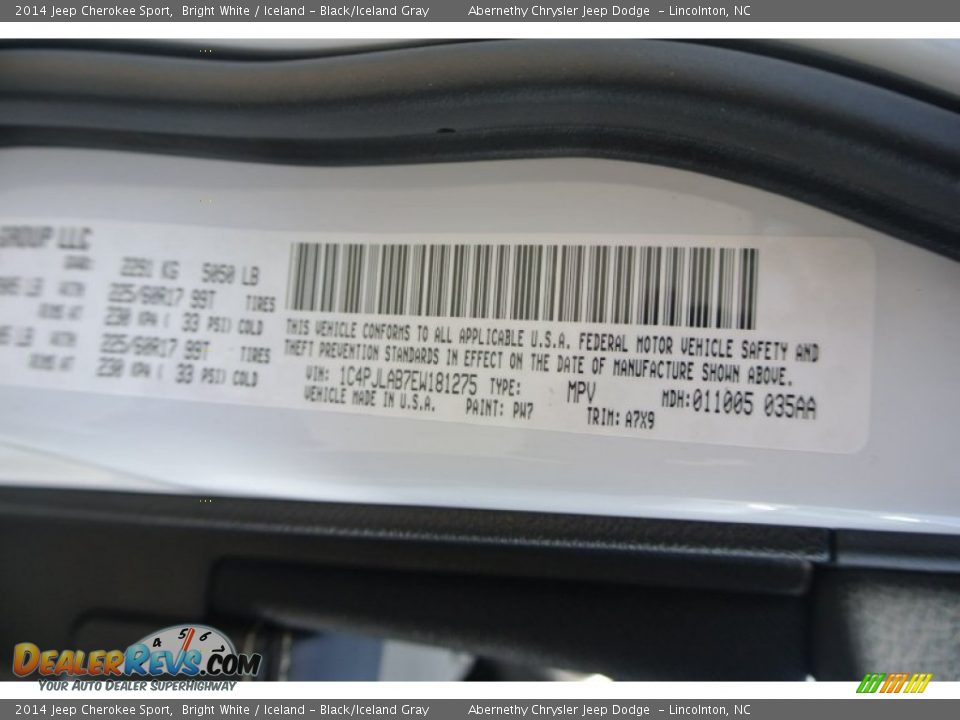 2014 Jeep Cherokee Sport, Bright White / Iceland - Black/Iceland Gray Abernethy Chrysler Jeep Dodge - Lincolnton, NC
GROUP LLC
2291 KG 5050 LB
225/60R17 99T TIRES
230 KPA ( 33 PSI) COLD
225/60R17 99T TIRES
230 KPA ( 33 PSI) COLD
THIS VEHICLE CONFORMS TO ALL APPLICABLE U.S.A. FEDERAL MOTOR VEHICLE SAFETY AND
THEFT PREVENTION STANDARDS IN EFFECT ON THE DATE OF MANUFACTURE SHOWN ABOVE.
VIN: 1C4PJLAB7EW181275 TYPE: MPV MDH:011005 035AA
VEHICLE MADE IN U.S.A. PAINT: PW7 TRIM: A7X9
4 5 6
DEALERREVS.COM
YOUR AUTO DEALER SUPERHIGHWAY
2014 Jeep Cherokee Sport, Bright White / Iceland - Black/Iceland Gray Abernethy Chrysler Jeep Dodge - Lincolnton, NC